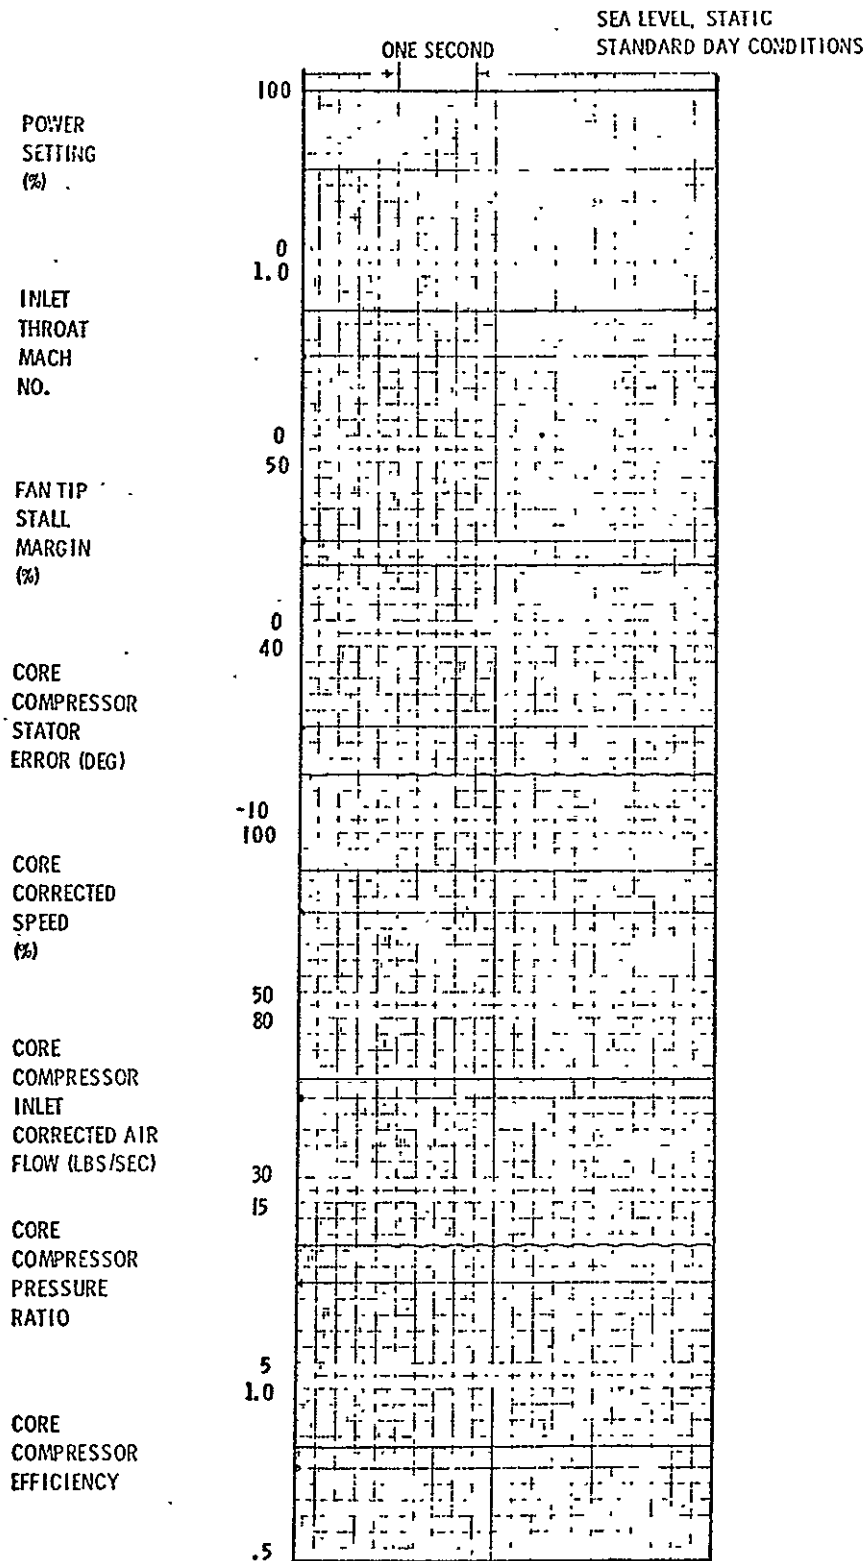 SEA LEVEL, STATIC
STANDARD DAY CONDITIONS
ONE SECOND
100
POWER
SETTING
(%)
0
1.0
INLET
THROAT
MACH
NO.
0
50
FAN TIP
STALL
MARGIN
(%)
0
40
CORE
COMPRESSOR
STATOR
ERROR (DEG)
-10
100
CORE
CORRECTED
SPEED
(%)
50
80
CORE
COMPRESSOR
INLET
CORRECTED AIR
FLOW (LBS/SEC)
30
15
CORE
COMPRESSOR
PRESSURE
RATIO
5
1.0
CORE
COMPRESSOR
EFFICIENCY
.5